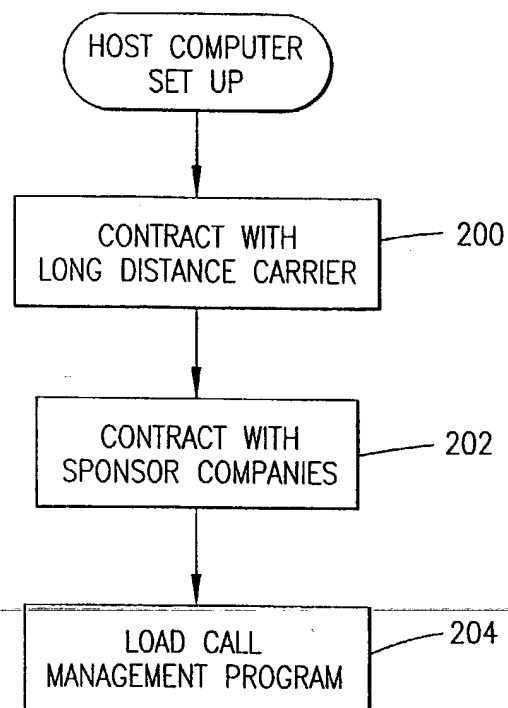 HOST COMPUTER
SET UP
CONTRACT WITH
LONG DISTANCE CARRIER
200
CONTRACT WITH
SPONSOR COMPANIES
202
LOAD CALL
MANAGEMENT PROGRAM
204